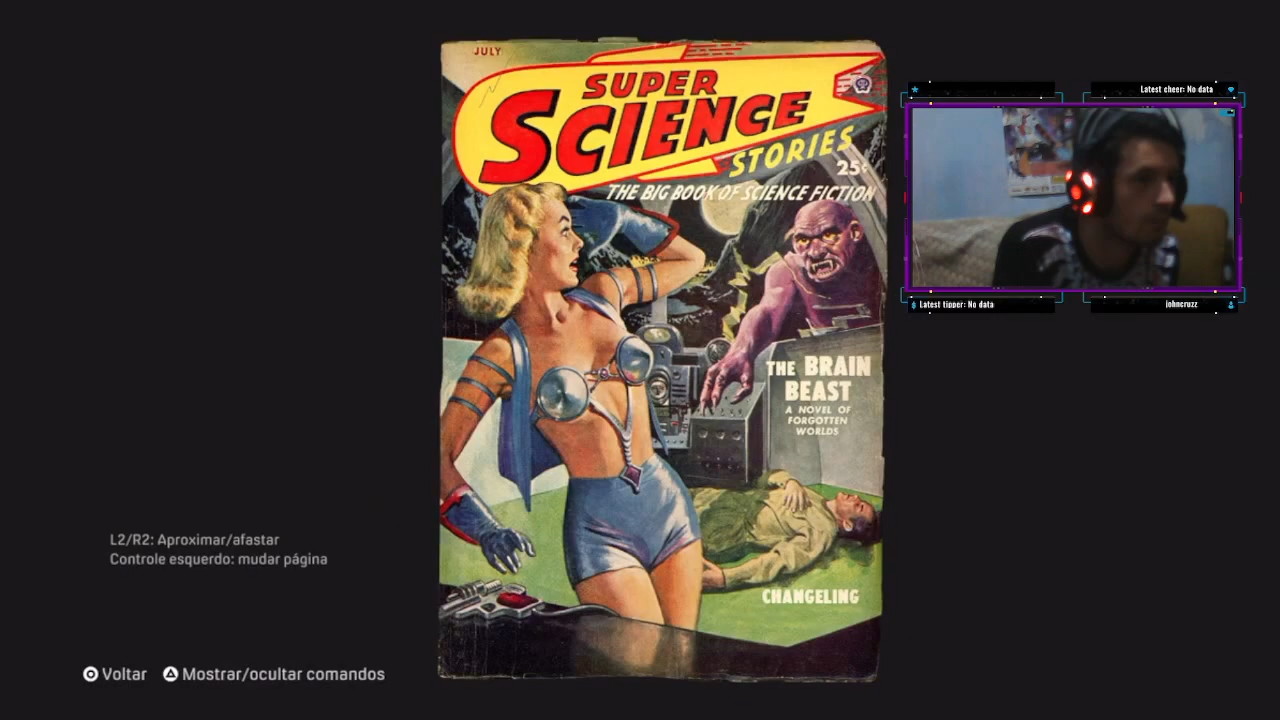 JULY
SUPER
SCIENCE
STORIES
25¢
THE BIG BOOK OF SCIENCE FICTION
THE BRAIN
BEAST
A NOVEL OF
FORGOTTEN
WORLDS
CHANGELING
Latest cheer: No data
Latest tipper: No data
johncruzz
L2/R2: Aproximar/afastar
Controle esquerdo: mudar página
Voltar
Mostrar/ocultar comandos